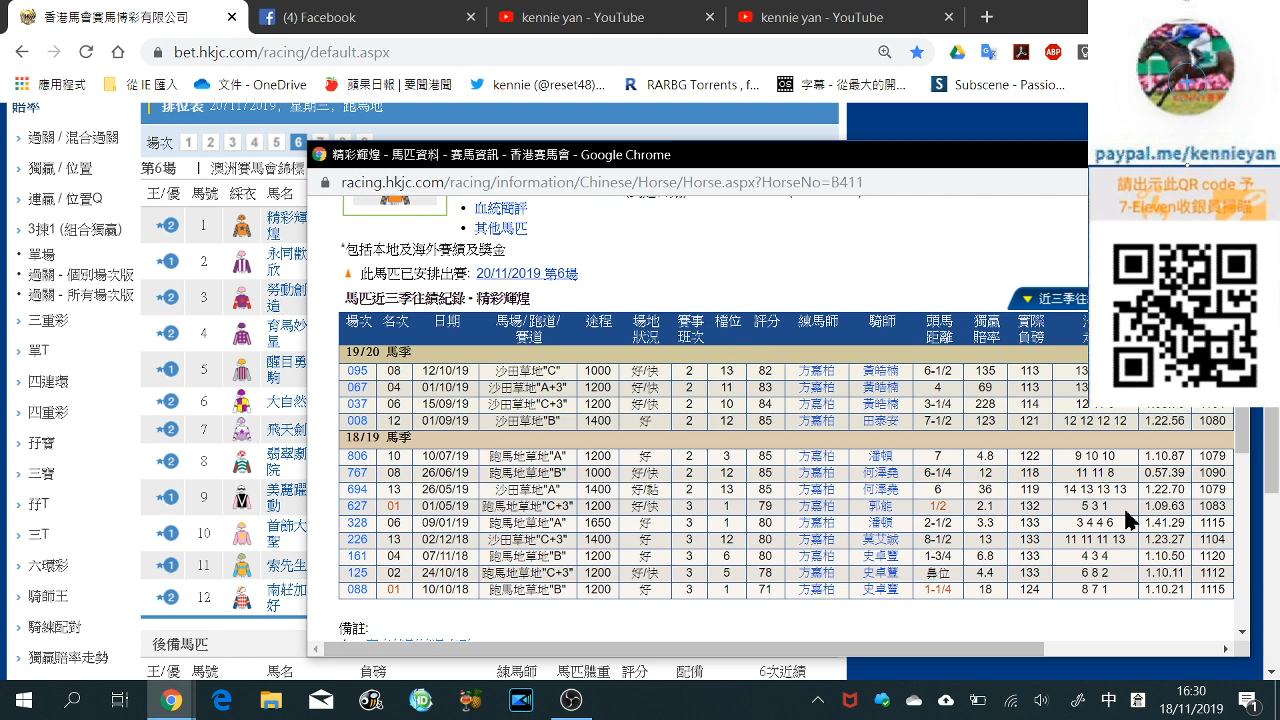 香港馬會賽馬博彩有限公司
(4) Facebook
kennie yan - YouTube
kennie yan - YouTube
bet.hkjc.com/racing/default.aspx
應用程式
從 IE 匯入
文件 - OneDrive
蘋果日報 | 要聞港聞
kennie (@reset48)...
RARBG Torrents , f...
字幕 - 從最大的開...
Subscene - Passio...
ABP
paypal.me/kennieyan
請出示此QR code 予
7-Eleven收銀員掃瞄
賠率
過關 / 混合過關
獨贏 / 位置
連贏 / 位置Q
3揀1 (組合獨贏)
單場
過關 - 個別場次版
過關 - 所有場次版
三重彩
單T
四連環
四重彩
孖寶
三寶
孖T
三T
六環彩
騎師王
騎練配對
獨贏賠率走勢
排位表 20/11/2019, 星期三, 跑馬地
場次 1 2 3 4 5 6
第6場 | 澳洲賽馬會錦標
王/優 馬號 綵衣 馬名
★2 1 精彩輝煌
★1 2 永同歡欣
★2 3 勞動創造
★2 4 育馬妙星
★1 5 醒目勇駒
★2 6 大自然
★2 7 飛天創
★2 8 翡翠劇院
★1 9 美麗躍動
★1 10 首飾大聖
★1 11 索先生
★2 12 南莊加好
後備馬匹
王/優 馬號 馬名 負磅 練馬師 馬匹體重 評分 配備 6次近績
精彩輝煌 - 馬匹資料 - 賽馬資訊 - 香港賽馬會 - Google Chrome
racing.hkjc.com/racing/information/Chinese/Horse/Horse.aspx?HorseNo=B411
血統簡評
其他馬匹
*包括本地及海外賽績及獎金
此馬匹已安排出賽: 20/11/2019 第6場
馬匹近三季往績紀錄 - 精彩輝煌
近三季往
場次 名次 日期 馬場/跑道/賽道 途程 場地狀況 賽事班次 檔位 評分 練馬師 騎師 頭馬距離 獨贏賠率 實際負磅
19/20 馬季
095 08 12/10/19 沙田草地"C" 1000 好/快 2 13 82 方嘉柏 黃皓楠 6-1/2 135 113 13
067 04 01/10/19 沙田草地"A+3" 1000 好/快 2 11 83 方嘉柏 黃皓楠 4 69 113 13
037 06 15/09/19 沙田草地"C+3" 1000 好/快 2 10 84 方嘉柏 黃皓楠 3-1/4 228 114
008 12 01/09/19 沙田草地"B" 1400 好 2 12 85 方嘉柏 田泰安 7-1/2 123 121 12 12 12 12 1.22.56 1080
18/19 馬季
806 10 10/07/19 跑馬地草地"A" 1200 好 2 3 85 方嘉柏 潘頓 7 4.8 122 9 10 10 1.10.87 1079
767 08 26/06/19 跑馬地草地"B" 1000 好/快 2 12 85 方嘉柏 何澤堯 6-1/4 12 118 11 11 8 0.57.39 1090
694 13 26/05/19 沙田草地"A" 1400 好/黏 2 13 85 方嘉柏 何澤堯 6 36 119 14 13 13 13 1.22.70 1079
627 01 01/05/19 跑馬地草地"C+3" 1200 好/快 3 1 79 方嘉柏 郭能 1/2 2.1 132 5 3 1 1.09.63 1083
328 06 09/01/19 跑馬地草地"A" 1650 好 3 1 80 方嘉柏 潘頓 2-1/2 3.3 133 3 4 4 6 1.41.29 1115
226 13 02/12/18 沙田草地"C+3" 1400 好 3 12 80 方嘉柏 莫艾誠 8-1/2 13 133 11 11 11 13 1.23.27 1104
161 04 07/11/18 跑馬地草地"B" 1200 好 3 6 80 方嘉柏 史卓豐 1-3/4 6.8 133 4 3 4 1.10.50 1120
125 02 24/10/18 跑馬地草地"C+3" 1200 好/快 3 5 78 方嘉柏 史卓豐 鼻位 4.4 133 6 8 2 1.10.11 1112
088 01 10/10/18 跑馬地草地"B" 1200 好 3 1 71 方嘉柏 史卓豐 1-1/4 18 124 8 7 1 1.10.21 1115
備註:
中
16:30
18/11/2019